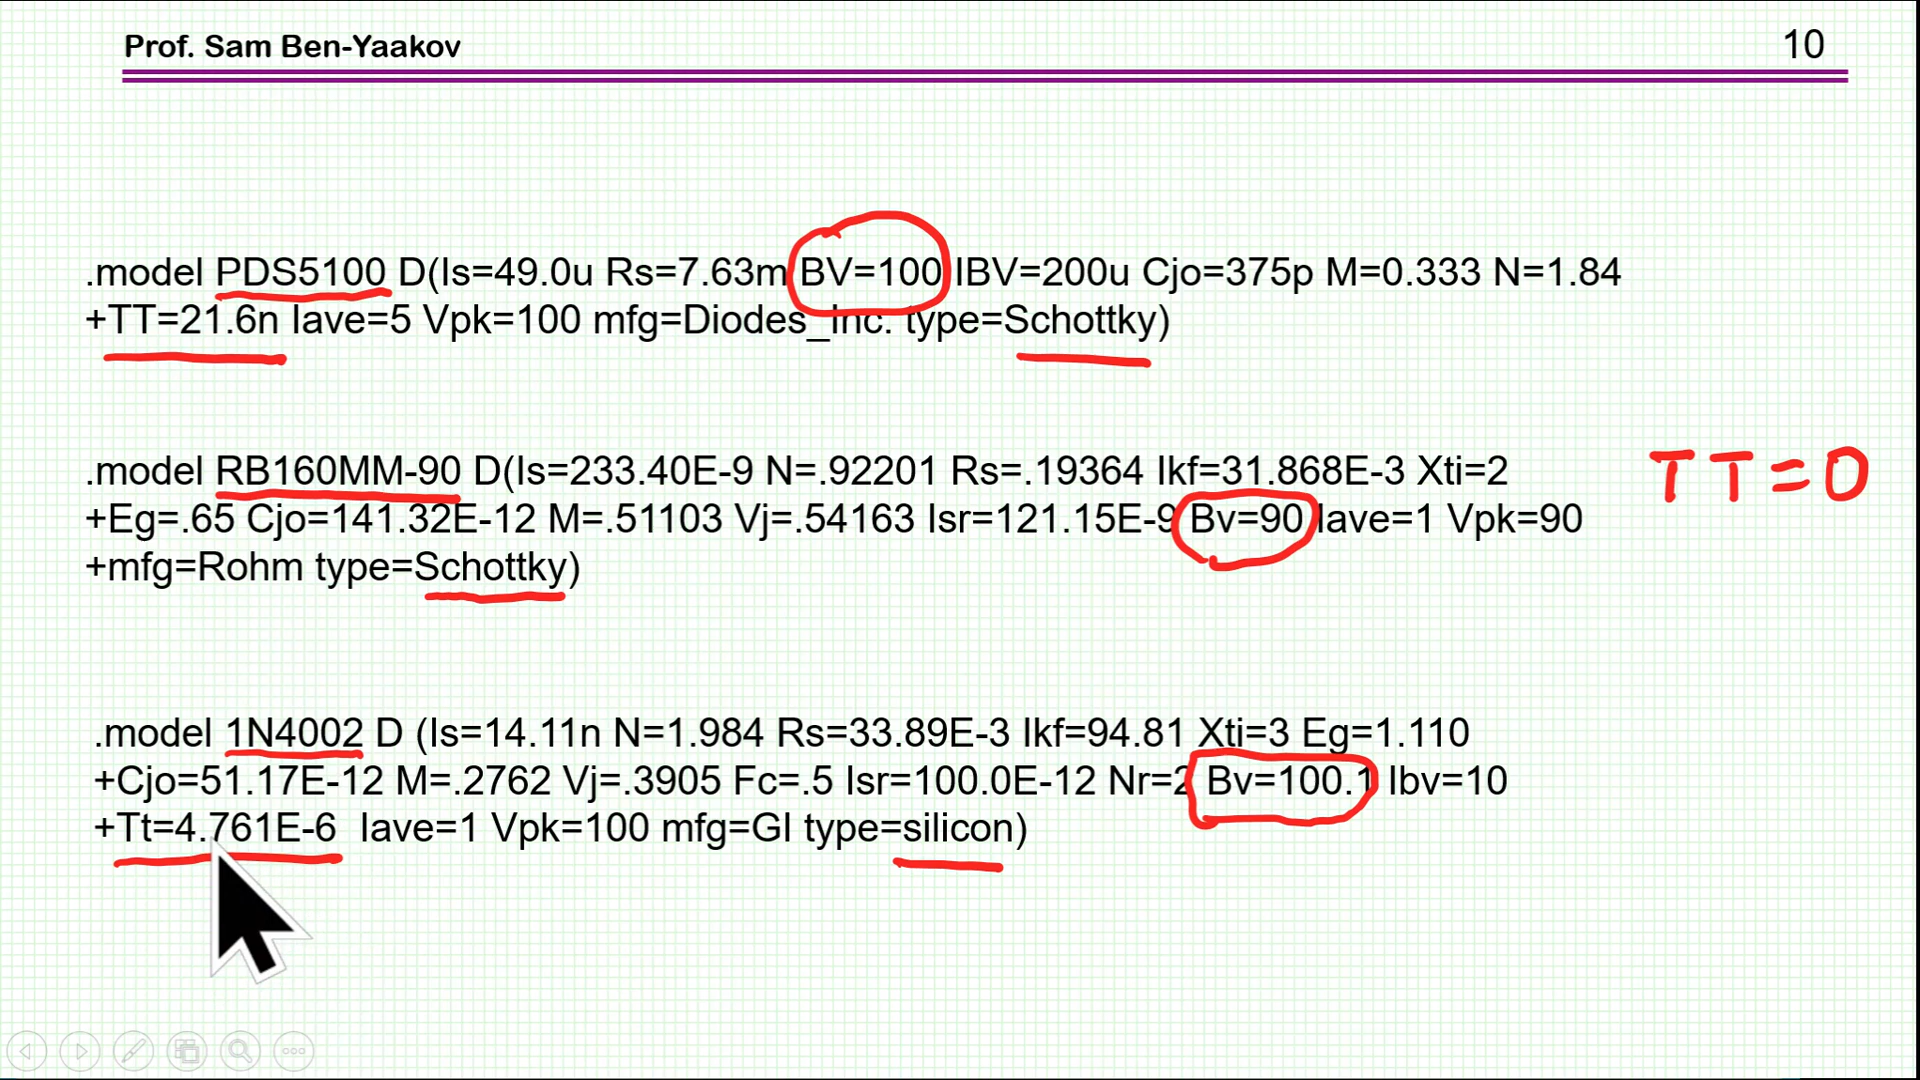 Prof. Sam Ben-Yaakov
10
.model PDS5100 D(Is=49.0u Rs=7.63m BV=100 IBV=200u Cjo=375p M=0.333 N=1.84
+TT=21.6n Iave=5 Vpk=100 mfg=Diodes_Inc. type=Schottky)
.model RB160MM-90 D(Is=233.40E-9 N=.92201 Rs=.19364 Ikf=31.868E-3 Xti=2
TT=0
+Eg=.65 Cjo=141.32E-12 M=.51103 Vj=.54163 Isr=121.15E-9 Bv=90 Iave=1 Vpk=90
+mfg=Rohm type=Schottky)
.model 1N4002 D (Is=14.11n N=1.984 Rs=33.89E-3 Ikf=94.81 Xti=3 Eg=1.110
+Cjo=51.17E-12 M=.2762 Vj=.3905 Fc=.5 Isr=100.0E-12 Nr=2 Bv=100.1 Ibv=10
+Tt=4.761E-6 Iave=1 Vpk=100 mfg=GI type=silicon)